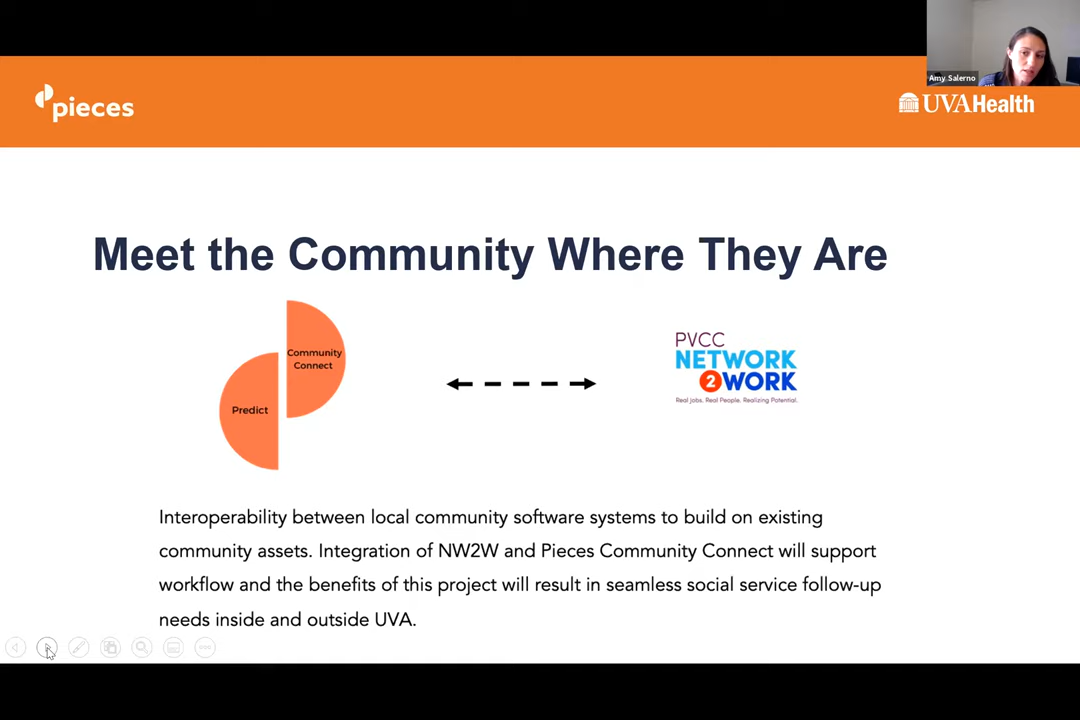 Amy Salerno
pieces
UVAHealth
Meet the Community Where They Are
Community
Connect
Predict
PVCC
NETWORK
2WORK
Real jobs. Real People. Realizing Potential.
Interoperability between local community software systems to build on existing
community assets. Integration of NW2W and Pieces Community Connect will support
workflow and the benefits of this project will result in seamless social service follow-up
needs inside and outside UVA.